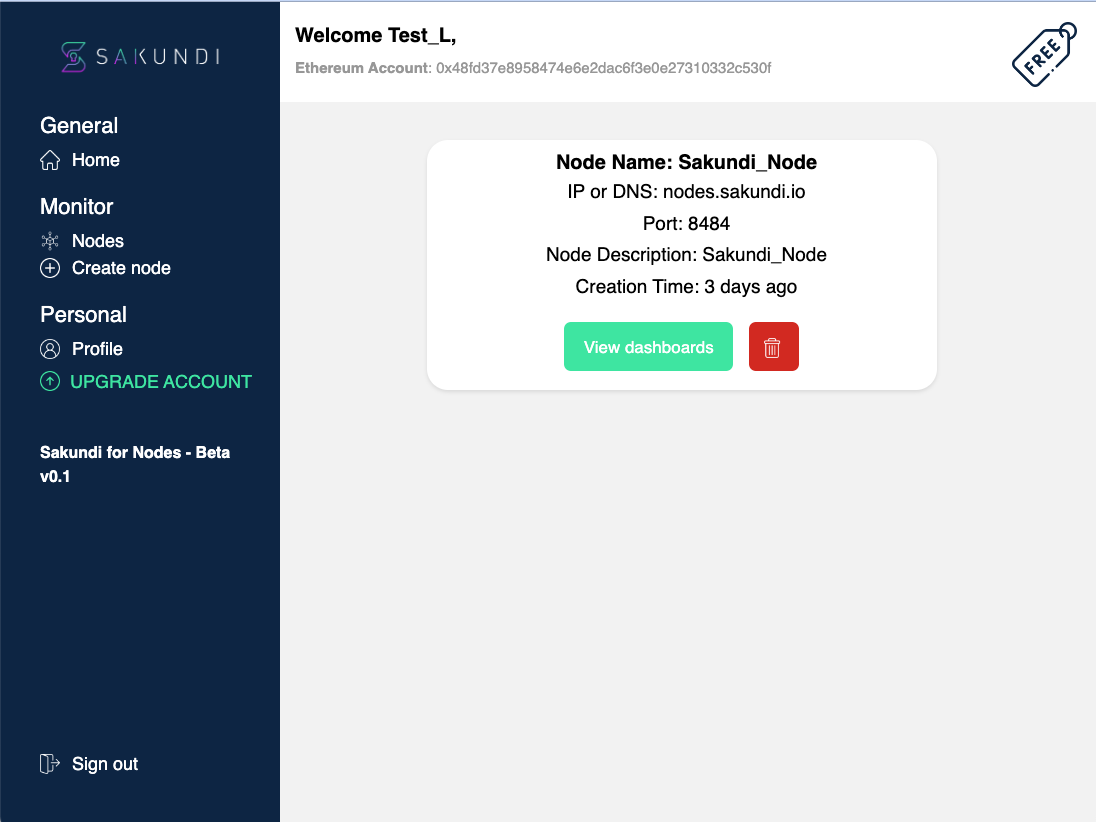 SAKUNDI
General
Home
Monitor
Nodes
Create node
Personal
Profile
UPGRADE ACCOUNT
Sakundi for Nodes - Beta
v0.1
Sign out
Welcome Test_L,
Ethereum Account: 0x48fd37e8958474e6e2dac6f3e0e27310332c530f
FREE
Node Name: Sakundi_Node
IP or DNS: nodes.sakundi.io
Port: 8484
Node Description: Sakundi_Node
Creation Time: 3 days ago
View dashboards